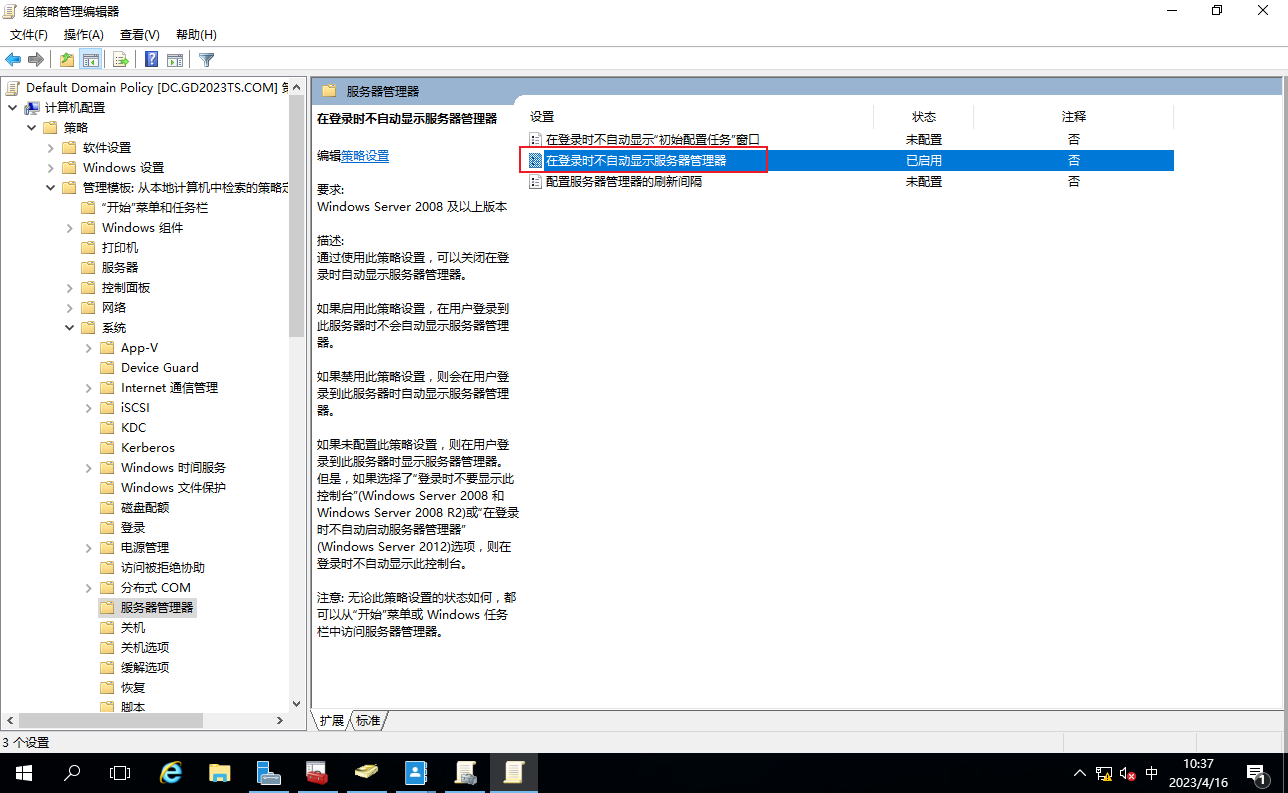 组策略管理编辑器
文件(F) 操作(A) 查看(V) 帮助(H)
Default Domain Policy [DC.GD2023TS.COM] 策
计算机配置
策略
软件设置
Windows 设置
管理模板: 从本地计算机中检索的策略定
“开始”菜单和任务栏
Windows 组件
打印机
服务器
控制面板
网络
系统
App-V
Device Guard
Internet 通信管理
iSCSI
KDC
Kerberos
Windows 时间服务
Windows 文件保护
磁盘配额
登录
电源管理
访问被拒绝协助
分布式 COM
服务器管理器
关机
关机选项
缓解选项
恢复
脚本
服务器管理器
在登录时不自动显示服务器管理器
编辑策略设置
要求:
Windows Server 2008 及以上版本
描述:
通过使用此策略设置，可以关闭在登
录时自动显示服务器管理器。
如果启用此策略设置，在用户登录到
此服务器时不会自动显示服务器管理
器。
如果禁用此策略设置，则会在用户登
录到此服务器时自动显示服务器管理
器。
如果未配置此策略设置，则在用户登
录到此服务器时显示服务器管理器。
但是，如果选择了“登录时不要显示此
控制台”(Windows Server 2008 和
Windows Server 2008 R2)或“在登录
时不自动启动服务器管理器”
(Windows Server 2012)选项，则在
登录时不自动显示此控制台。
注意: 无论此策略设置的状态如何，都
可以从“开始”菜单或 Windows 任务
栏中访问服务器管理器。
设置 状态 注释
在登录时不自动显示“初始配置任务”窗口 未配置 否
在登录时不自动显示服务器管理器 已启用 否
配置服务器管理器的刷新间隔 未配置 否
扩展 标准
3 个设置
中
10:37
2023/4/16
1